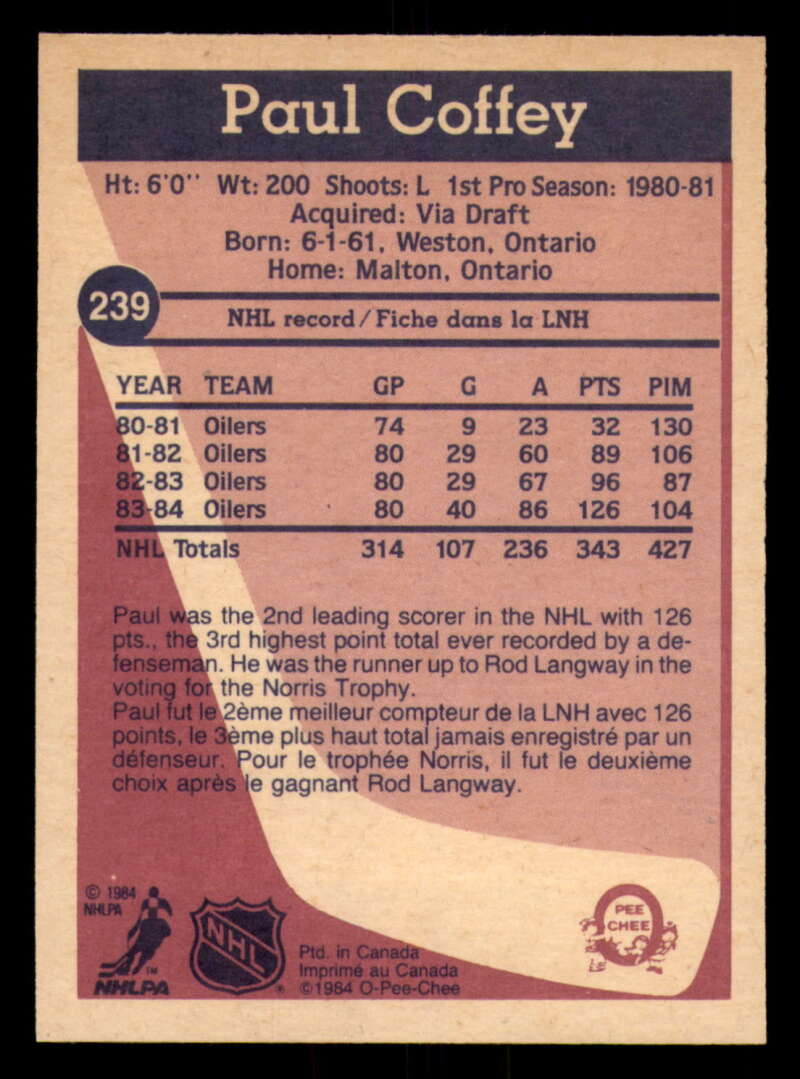 Paul Coffey
Ht: 6'0" Wt: 200 Shoots: L 1st Pro Season: 1980-81
Acquired: Via Draft
Born: 6-1-61, Weston, Ontario
Home: Malton, Ontario
239
NHL record/Fiche dans la LNH
YEAR TEAM GP G A PTS PIM
80-81 Oilers 74 9 23 32 130
81-82 Oilers 80 29 60 89 106
82-83 Oilers 80 29 67 96 87
83-84 Oilers 80 40 86 126 104
NHL Totals 314 107 236 343 427
Paul was the 2nd leading scorer in the NHL with 126
pts., the 3rd highest point total ever recorded by a de-
fenseman. He was the runner up to Rod Langway in the
voting for the Norris Trophy.
Paul fut le 2ème meilleur compteur de la LNH avec 126
points, le 3ème plus haut total jamais enregistré par un
défenseur. Pour le trophée Norris, il fut le deuxième
choix après le gagnant Rod Langway.
© 1984
NHLPA
TM
NHLPA
NHL
®
Ptd. in Canada
Imprimé au Canada
©1984 O-Pee-Chee
O
PEE
CHEE